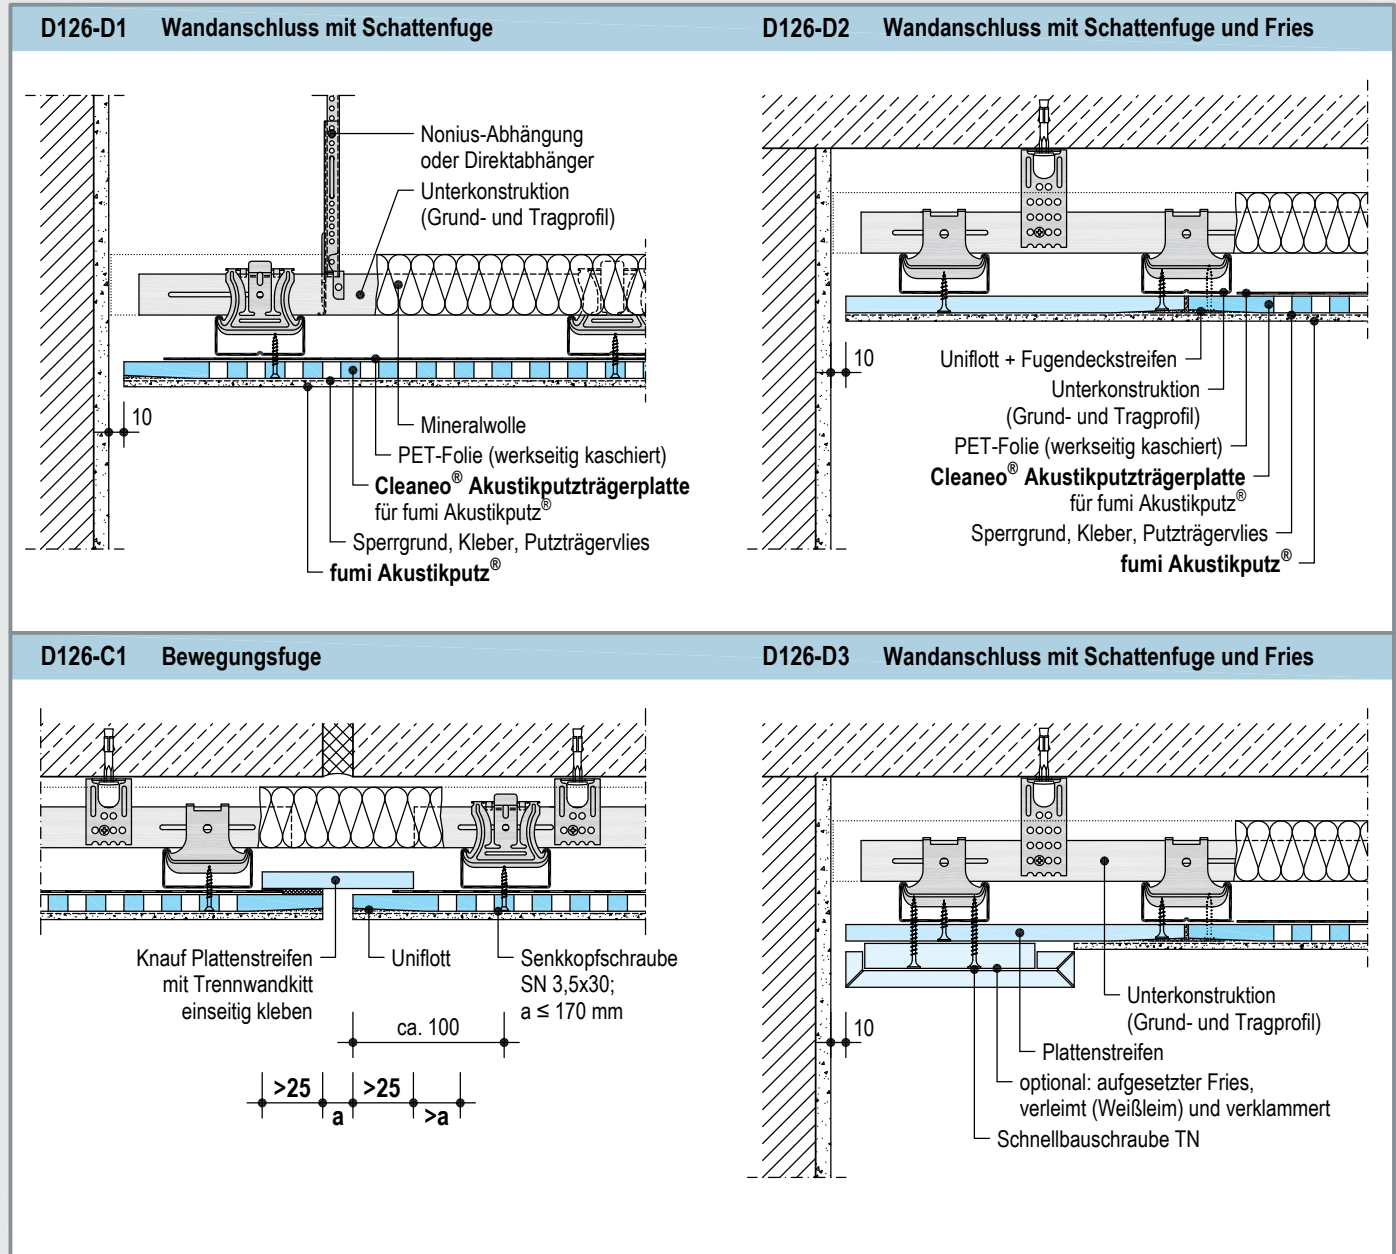 D126-D1 Wandanschluss mit Schattenfuge
Nonius-Abhängung
oder Direktabhänger
Unterkonstruktion
(Grund- und Tragprofil)
10
Mineralwolle
PET-Folie (werkseitig kaschiert)
Cleaneo® Akustikputzträgerplatte
für fumi Akustikputz®
Sperrgrund, Kleber, Putzträgervlies
fumi Akustikputz®
D126-D2 Wandanschluss mit Schattenfuge und Fries
10
Uniflott + Fugendeckstreifen
Unterkonstruktion
(Grund- und Tragprofil)
PET-Folie (werkseitig kaschiert)
Cleaneo® Akustikputzträgerplatte
für fumi Akustikputz®
Sperrgrund, Kleber, Putzträgervlies
fumi Akustikputz®
D126-C1 Bewegungsfuge
Knauf Plattenstreifen
mit Trennwandkitt
einseitig kleben
Uniflott
Senkkopfschraube
SN 3,5x30;
a ≤ 170 mm
ca. 100
>25 >25
a >a
D126-D3 Wandanschluss mit Schattenfuge und Fries
10
Unterkonstruktion
(Grund- und Tragprofil)
Plattenstreifen
optional: aufgesetzter Fries,
verleimt (Weißleim) und verklammert
Schnellbauschraube TN